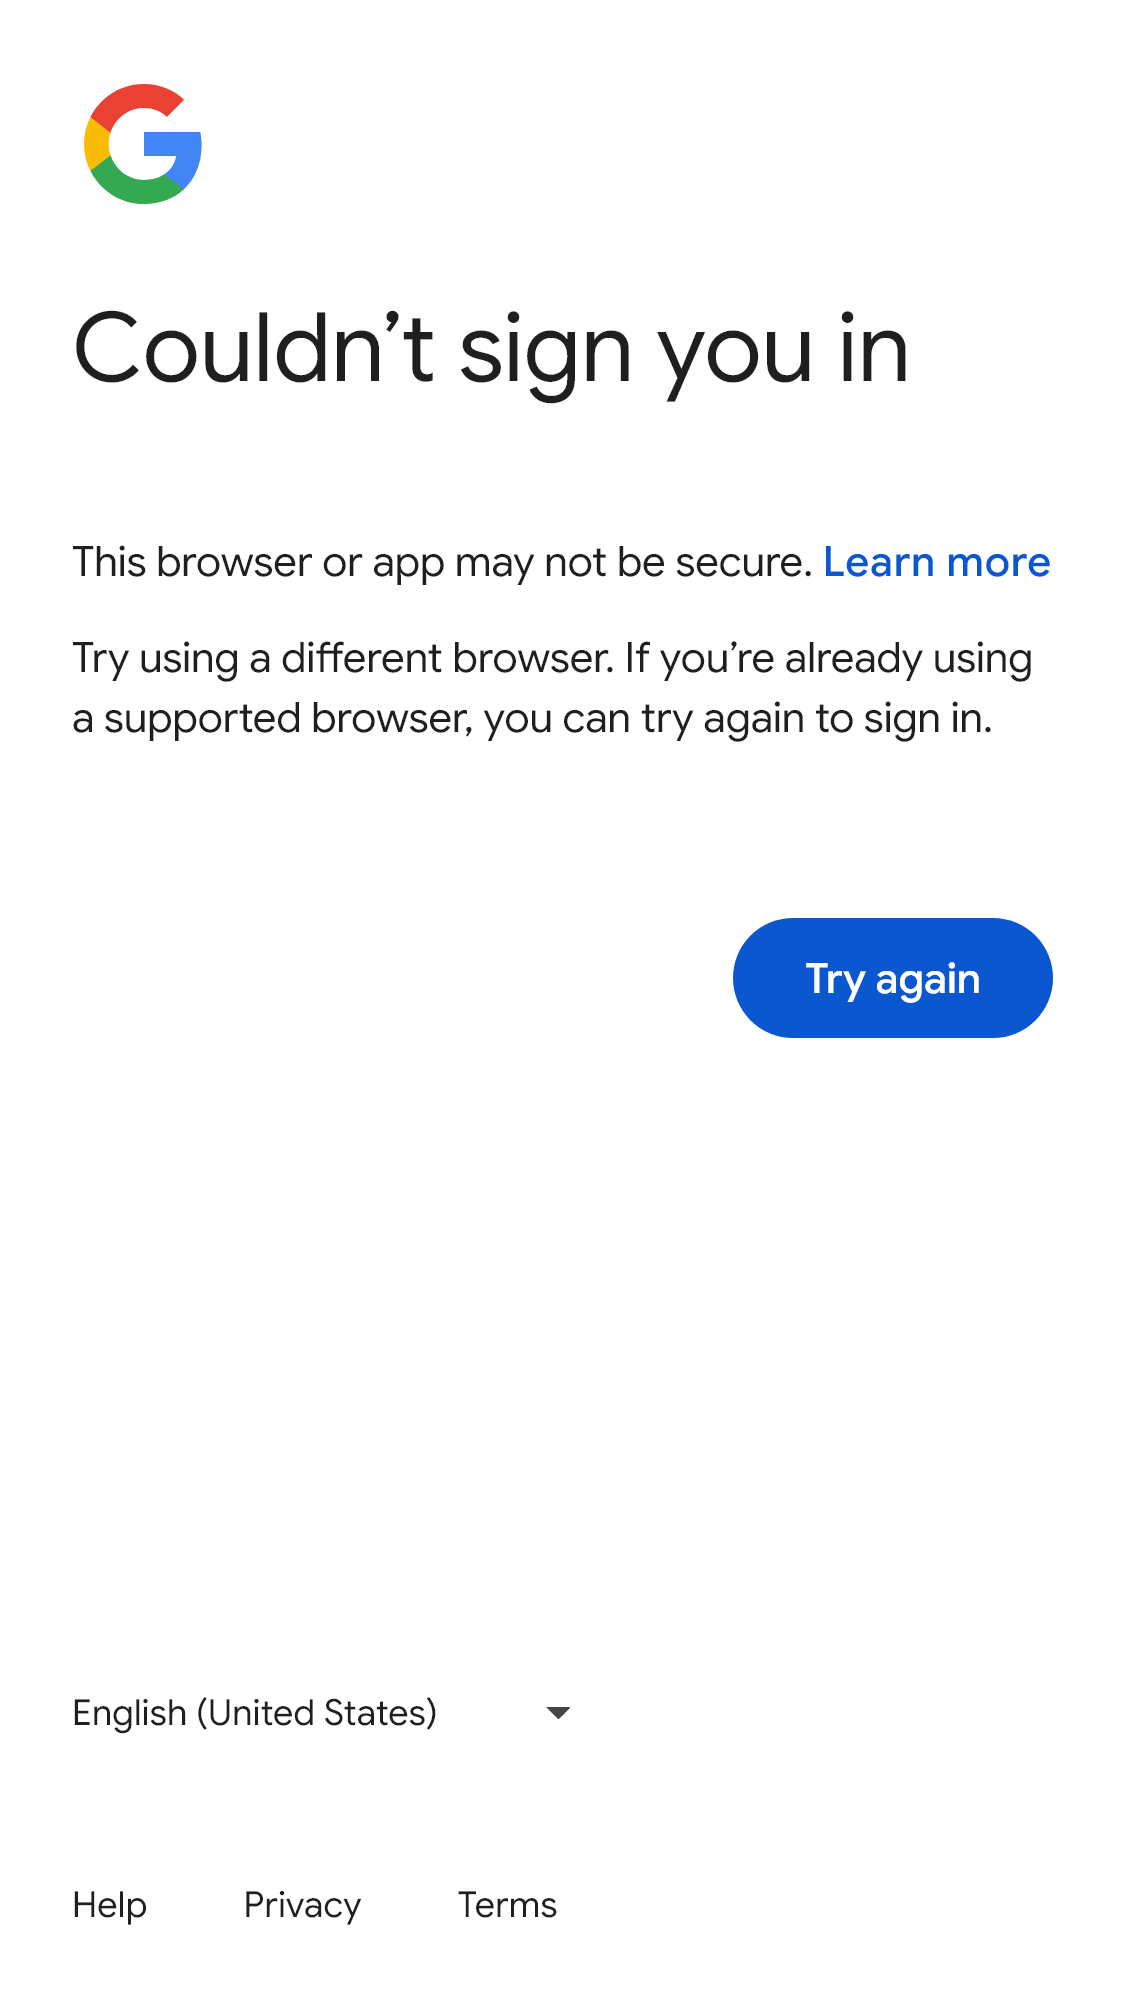 Couldn’t sign you in
This browser or app may not be secure. Learn more
Try using a different browser. If you’re already using
a supported browser, you can try again to sign in.
Try again
English (United States)
Help Privacy Terms